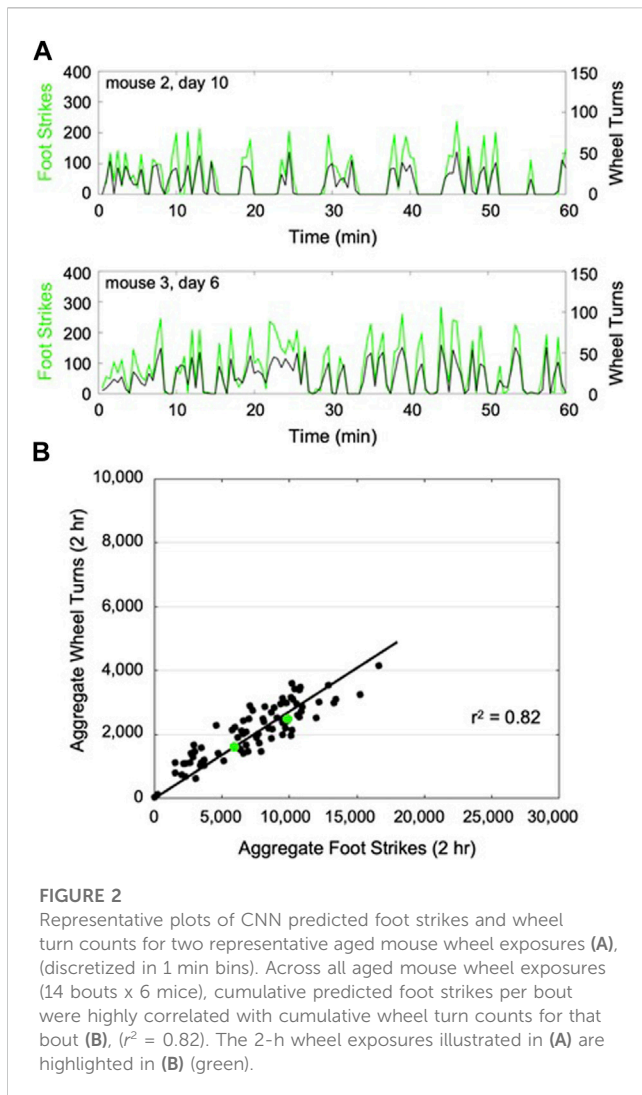 A
Foot Strikes
400
300
200
100
0
mouse 2, day 10
150
100
50
0
Wheel Turns
0 10 20 30 40 50 60
Time (min)
Foot Strikes
400
300
200
100
0
mouse 3, day 6
150
100
50
0
Wheel Turns
0 10 20 30 40 50 60
Time (min)
B
Aggregate Wheel Turns (2 hr)
10,000
8,000
6,000
4,000
2,000
0
r² = 0.82
0 5,000 10,000 15,000 20,000 25,000 30,000
Aggregate Foot Strikes (2 hr)
FIGURE 2
Representative plots of CNN predicted foot strikes and wheel
turn counts for two representative aged mouse wheel exposures (A),
(discretized in 1 min bins). Across all aged mouse wheel exposures
(14 bouts x 6 mice), cumulative predicted foot strikes per bout
were highly correlated with cumulative wheel turn counts for that
bout (B), (r² = 0.82). The 2-h wheel exposures illustrated in (A) are
highlighted in (B) (green).